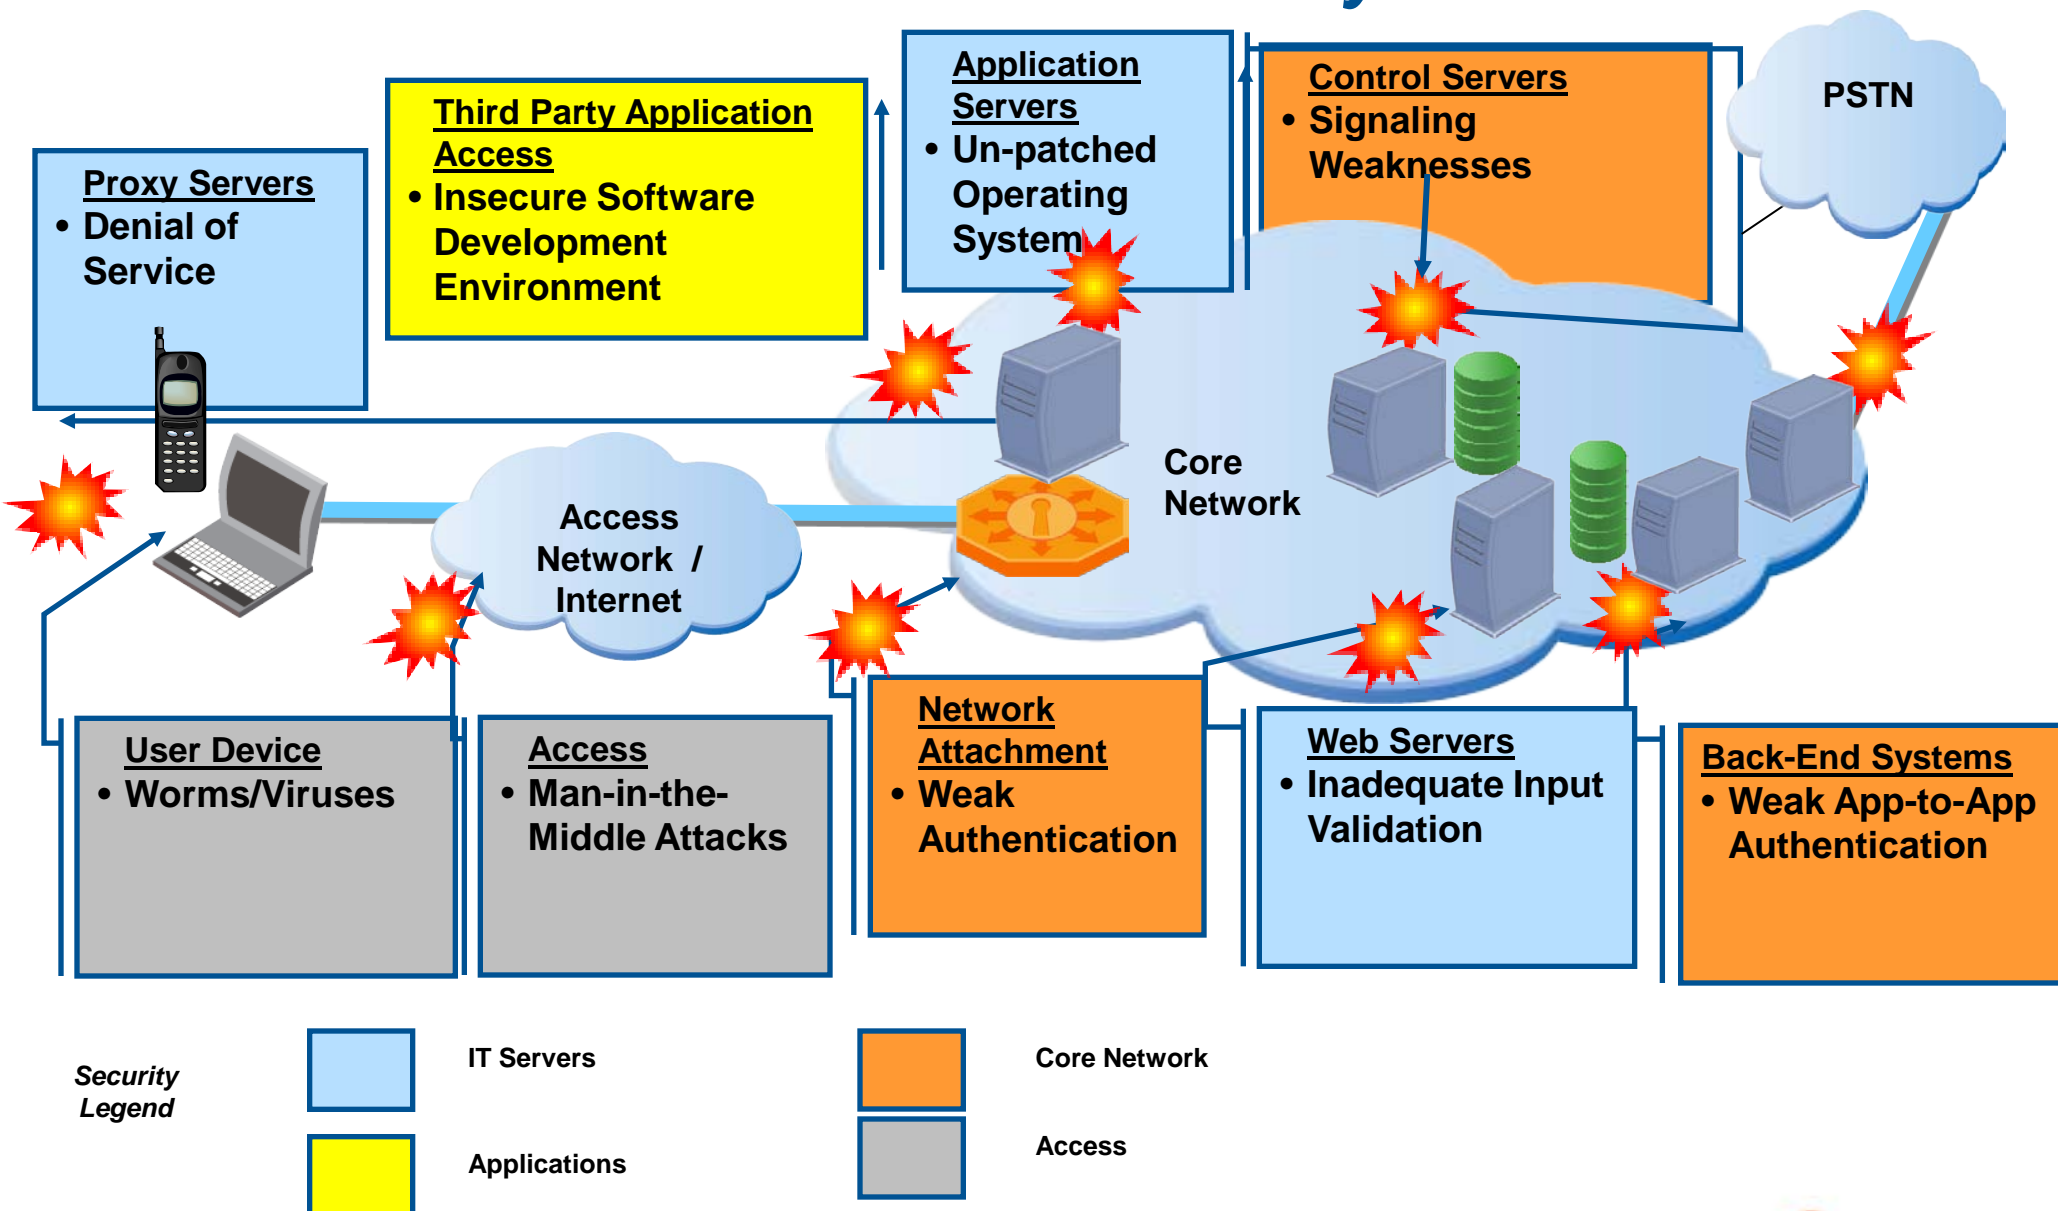 Application
Servers
• Un-patched
Operating
System
Control Servers
• Signaling
Weaknesses
PSTN
Third Party Application
Access
• Insecure Software
Development
Environment
Proxy Servers
• Denial of
Service
Core
Network
Access
Network /
Internet
User Device
• Worms/Viruses
Access
• Man-in-the-
Middle Attacks
Network
Attachment
• Weak
Authentication
Web Servers
• Inadequate Input
Validation
Back-End Systems
• Weak App-to-App
Authentication
Security
Legend
IT Servers
Core Network
Applications
Access